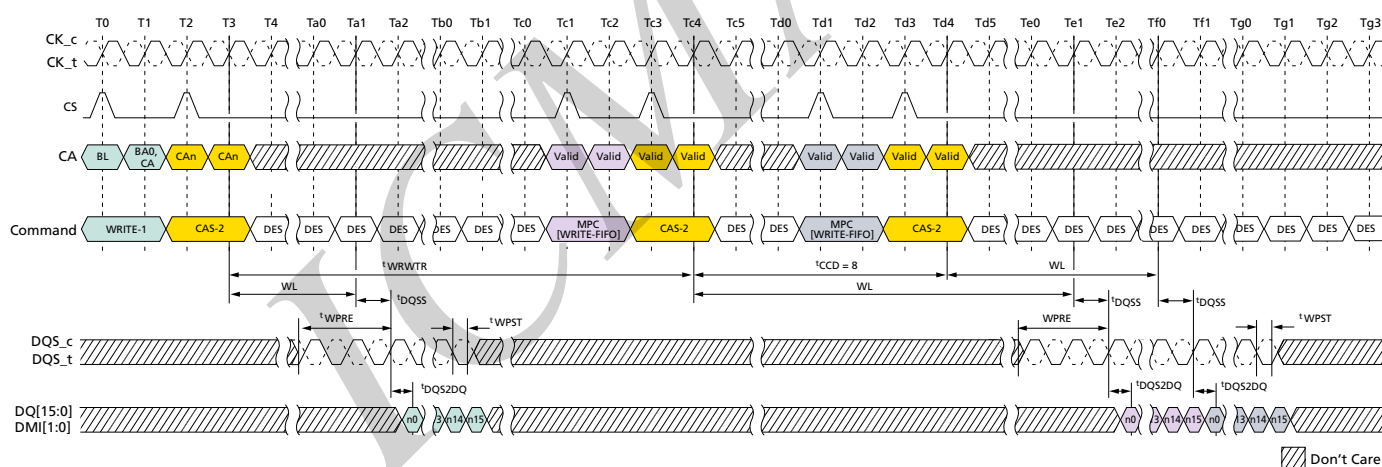 T0 T1 T2 T3 T4 Ta0 Ta1 Ta2 Tb0 Tb1 Tc0 Tc1 Tc2 Tc3 Tc4 Tc5 Td0 Td1 Td2 Td3 Td4 Td5 Te0 Te1 Te2 Tf0 Tf1 Tg0 Tg1 Tg2 Tg3
CK_c
CK_t
CS
CA BL BA0, CA CAn CAn Valid Valid Valid Valid Valid Valid Valid Valid
Command WRITE-1 CAS-2 DES DES DES DES DES DES DES DES MPC [WRITE-FIFO] CAS-2 DES DES DES MPC [WRITE-FIFO] CAS-2 DES DES DES DES DES DES DES DES DES DES
tWRWTR tCCD = 8 WL
WL WL
tDQSS tDQSS tDQSS
tWPRE tWPST WPRE tWPST
DQS_c
DQS_t
tDQS2DQ tDQS2DQ tDQS2DQ
DQ[15:0]
DMI[1:0]
n0 3 n14 n15 n0 I3 n14 n15 n0 I3 n14 n15
Don't Care